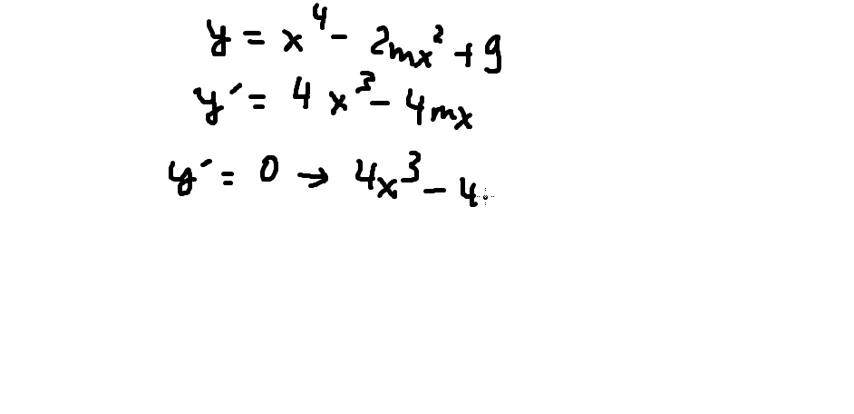 y = x⁴ - 2mx² + 9
y' = 4x³ - 4mx
y' = 0 → 4x³ - 4